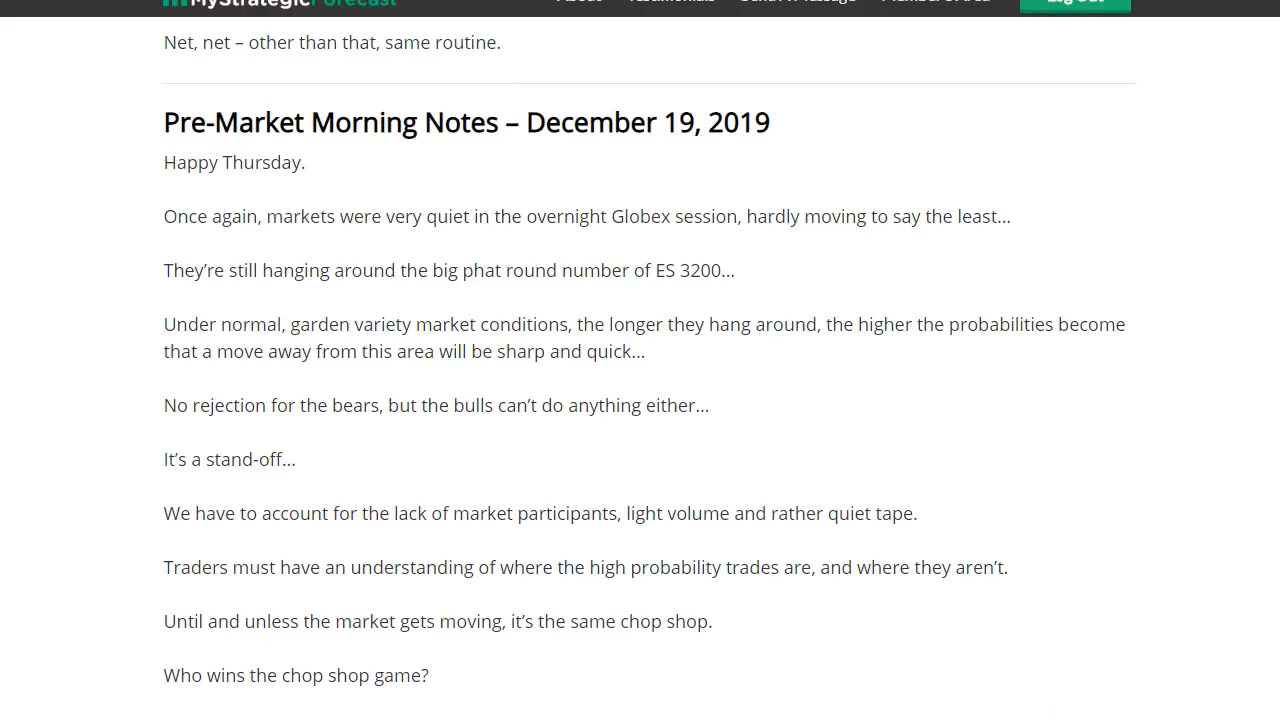 MyStrategicForecast
Log Out
Net, net – other than that, same routine.
Pre-Market Morning Notes – December 19, 2019
Happy Thursday.
Once again, markets were very quiet in the overnight Globex session, hardly moving to say the least…
They’re still hanging around the big phat round number of ES 3200…
Under normal, garden variety market conditions, the longer they hang around, the higher the probabilities become
that a move away from this area will be sharp and quick…
No rejection for the bears, but the bulls can’t do anything either…
It’s a stand-off…
We have to account for the lack of market participants, light volume and rather quiet tape.
Traders must have an understanding of where the high probability trades are, and where they aren’t.
Until and unless the market gets moving, it’s the same chop shop.
Who wins the chop shop game?